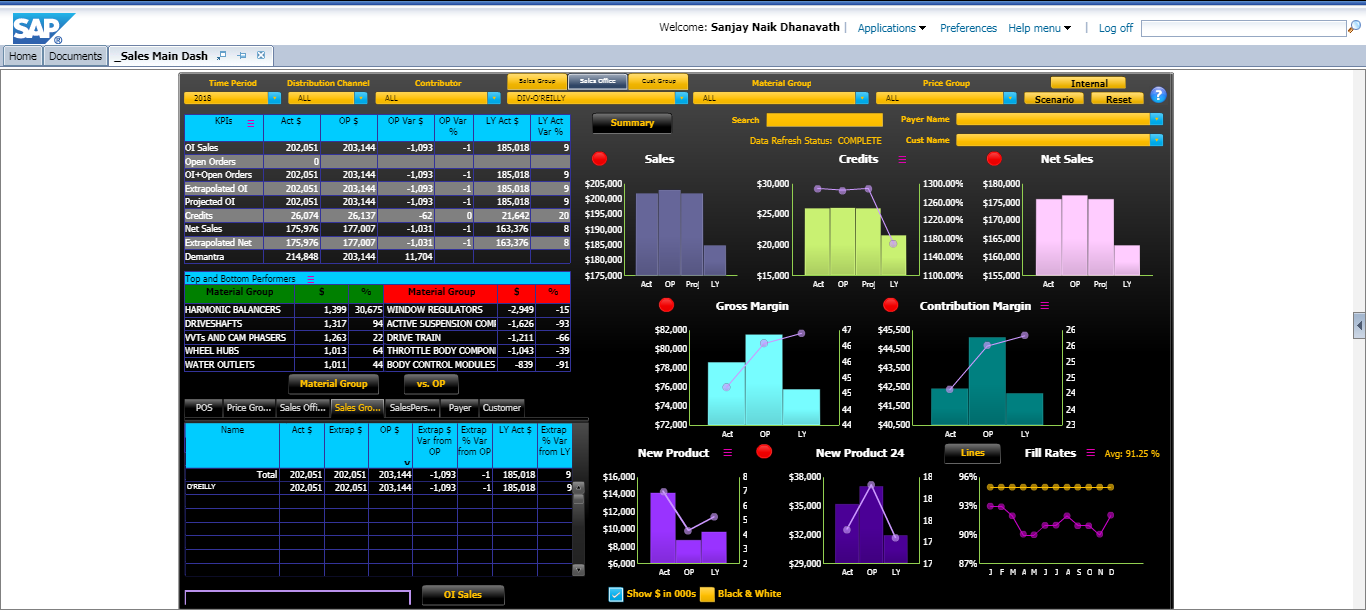 SAP ®
Welcome: Sanjay Naik Dhanavath | Applications Preferences Help menu | Log off
Home Documents _Sales Main Dash
Time Period Distribution Channel Contributor Sales Group Sales Office Cust Group Material Group Price Group Internal
2018 ALL ALL DIV-O'REILLY ALL ALL Scenario Reset ?
KPIs Act $ OP $ OP Var $ OP Var % LY Act $ LY Act Var %
OI Sales 202,051 203,144 -1,093 -1 185,018 9
Open Orders 0
OI+Open Orders 202,051 203,144 -1,093 -1 185,018 9
Extrapolated OI 202,051 203,144 -1,093 -1 185,018 9
Projected OI 202,051 203,144 -1,093 -1 185,018 9
Credits 26,074 26,137 -62 0 21,642 20
Net Sales 175,976 177,007 -1,031 -1 163,376 8
Extrapolated Net 175,976 177,007 -1,031 -1 163,376 8
Demantra 214,848 203,144 11,704
Summary Search Payer Name
Data Refresh Status: COMPLETE Cust Name
Top and Bottom Performers
Material Group $ % Material Group $ %
HARMONIC BALANCERS 1,399 30,675 WINDOW REGULATORS -2,949 -15
DRIVESHAFTS 1,317 94 ACTIVE SUSPENSION COMI -1,626 -93
VVTs AND CAM PHASERS 1,263 22 DRIVE TRAIN -1,211 -66
WHEEL HUBS 1,013 64 THROTTLE BODY COMPONI -1,043 -39
WATER OUTLETS 1,011 44 BODY CONTROL MODULES -839 -91
Material Group vs. OP
POS Price Gro... Sales Offi... Sales Gro... SalesPers... Payer Customer
Name Act $ Extrap $ OP $ Extrap $ Var from OP Extrap % Var from OP LY Act $ Extrap % Var from LY
Total 202,051 202,051 203,144 -1,093 -1 185,018 9
O'REILLY 202,051 202,051 203,144 -1,093 -1 185,018 9
OI Sales
Sales
$205,000
$200,000
$195,000
$190,000
$185,000
$180,000
$175,000
Act OP Proj LY
Credits
$30,000 1300.00%
1260.00%
$25,000 1220.00%
$20,000 1180.00%
1140.00%
$15,000 1100.00%
Act OP Proj LY
Net Sales
$180,000
$175,000
$170,000
$165,000
$160,000
$155,000
Act OP Proj LY
Gross Margin
$82,000 47
$80,000 46
46
$78,000 45
$76,000 45
$74,000 44
$72,000 44
Act OP LY
Contribution Margin
$45,500 26
$44,500 26
25
$43,500 25
$42,500 24
$41,500 24
$40,500 23
Act OP LY
New Product
$16,000 8
$14,000 7
6
$12,000 5
$10,000 4
$8,000 3
$6,000 2
Act OP LY
New Product 24
$38,000 18
18
$35,000 18
$32,000 17
$29,000 17
Act OP LY
Lines Fill Rates Avg: 91.25 %
96%
93%
90%
87%
J F M A M J J A S O N D
Show $ in 000s Black & White